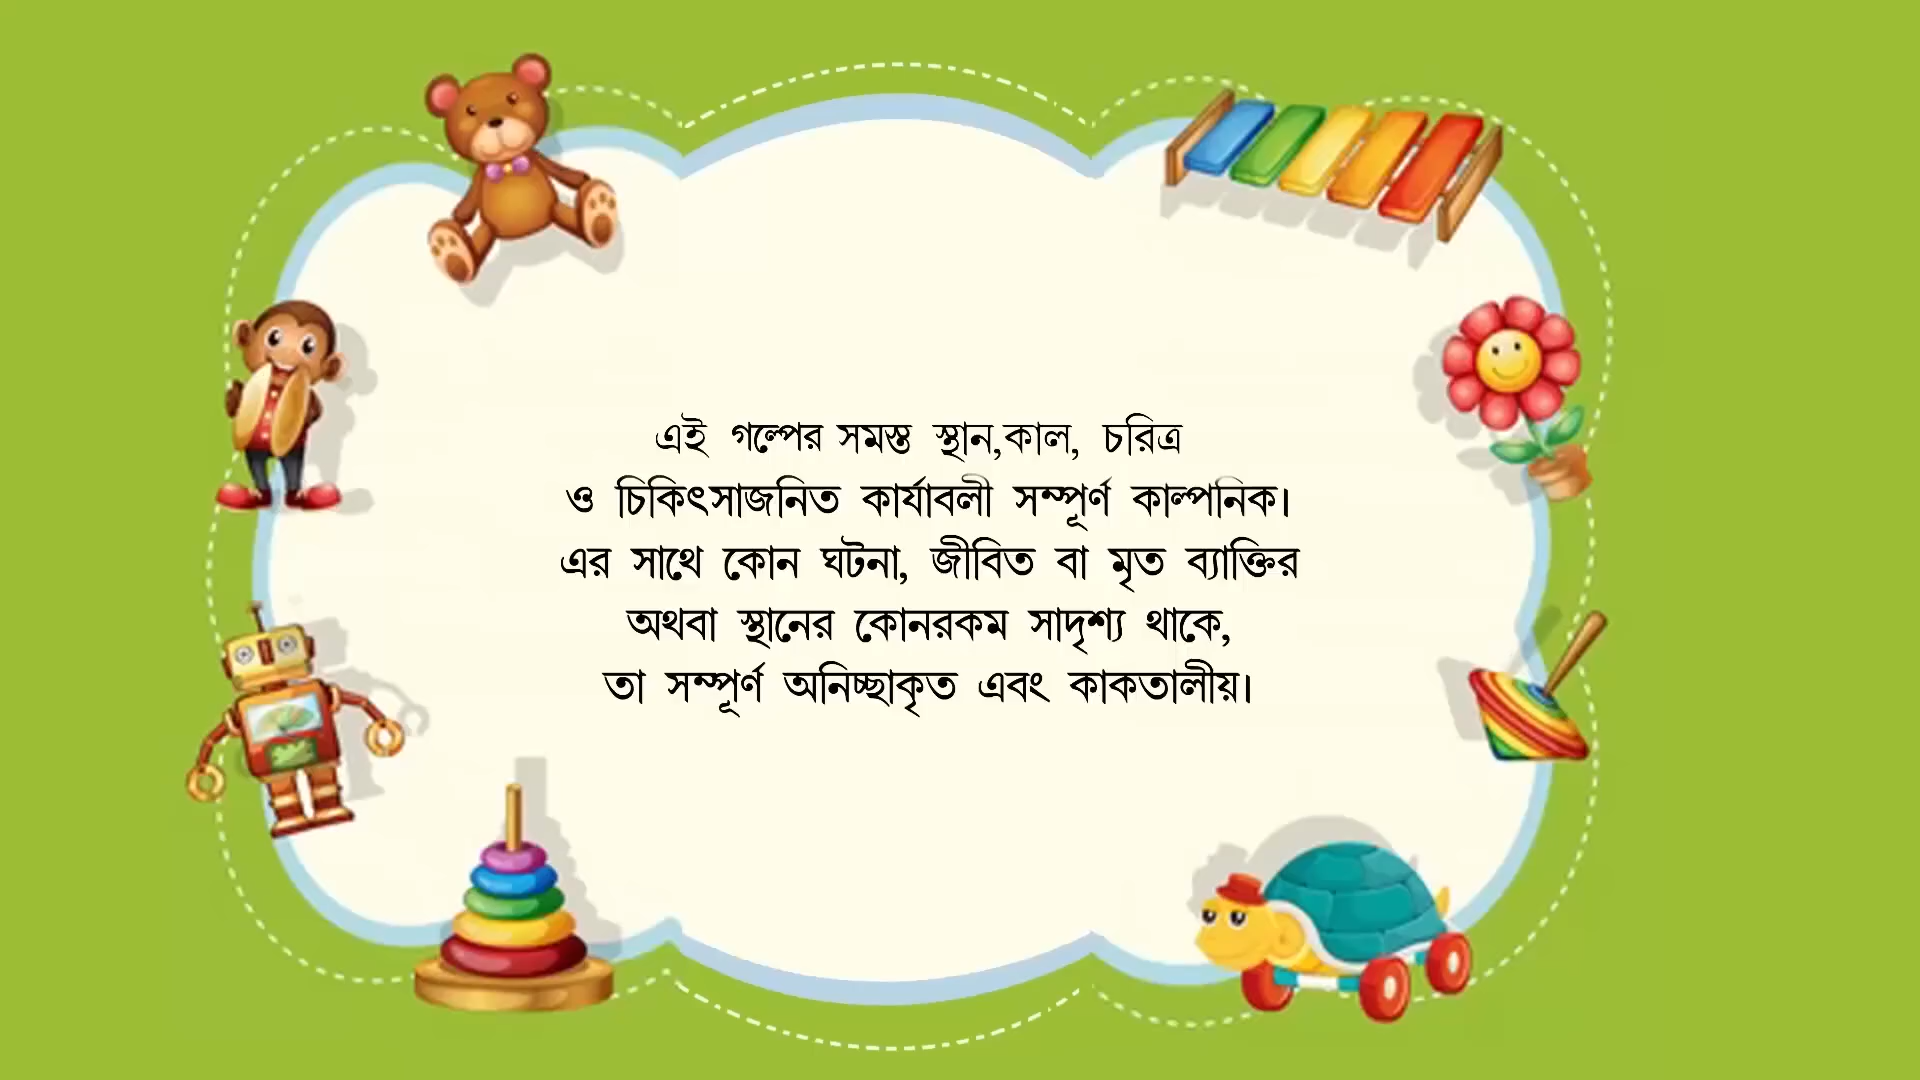 এই গল্পের সমস্ত স্থান,কাল, চরিত্র
ও চিকিৎসাজনিত কার্যাবলী সম্পূর্ণ কাল্পনিক।
এর সাথে কোন ঘটনা, জীবিত বা মৃত ব্যাক্তির
অথবা স্থানের কোনরকম সাদৃশ্য থাকে,
তা সম্পূর্ণ অনিচ্ছাকৃত এবং কাকতালীয়।